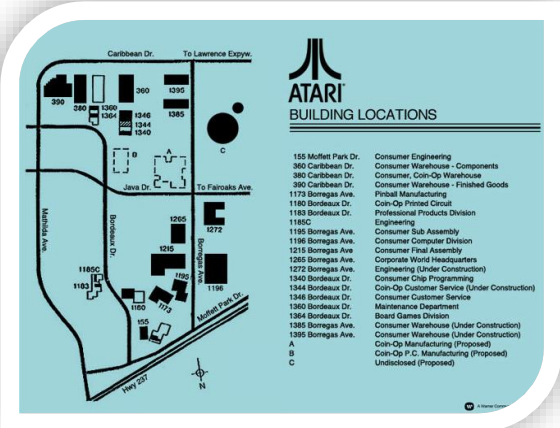 Caribbean Dr.
To Lawrence Expyw.
390
380
1360
1364
360
1346
1344
1340
1395
1385
A
B
C
Java Dr.
To Fairoaks Ave.
Mathilda Ave.
Bordeaux Dr.
Borregas Ave.
1265
1272
1215
1185C
1183
1195
1196
1180
1173
155
Moffett Park Dr.
Hwy 237
N
ATARI
BUILDING LOCATIONS
155 Moffett Park Dr. Consumer Engineering
360 Caribbean Dr. Consumer Warehouse - Components
380 Caribbean Dr. Consumer, Coin-Op Warehouse
390 Caribbean Dr. Consumer Warehouse - Finished Goods
1173 Borregas Ave. Pinball Manufacturing
1180 Bordeaux Dr. Coin-Op Printed Circuit
1183 Bordeaux Dr. Professional Products Division
1185C Engineering
1195 Borregas Ave. Consumer Sub Assembly
1196 Borregas Ave. Consumer Computer Division
1215 Borregas Ave Consumer Final Assembly
1265 Borregas Ave. Corporate World Headquarters
1272 Borregas Ave. Engineering (Under Construction)
1340 Bordeaux Dr. Consumer Chip Programming
1344 Bordeaux Dr. Coin-Op Customer Service (Under Construction)
1346 Bordeaux Dr. Consumer Customer Service
1360 Bordeaux Dr. Maintenance Department
1364 Bordeaux Dr. Board Games Division
1385 Borregas Ave. Consumer Warehouse (Under Construction)
1395 Borregas Ave. Consumer Warehouse (Under Construction)
A Coin-Op Manufacturing (Proposed)
B Coin-Op P.C. Manufacturing (Proposed)
C Undisclosed (Proposed)
A Warner